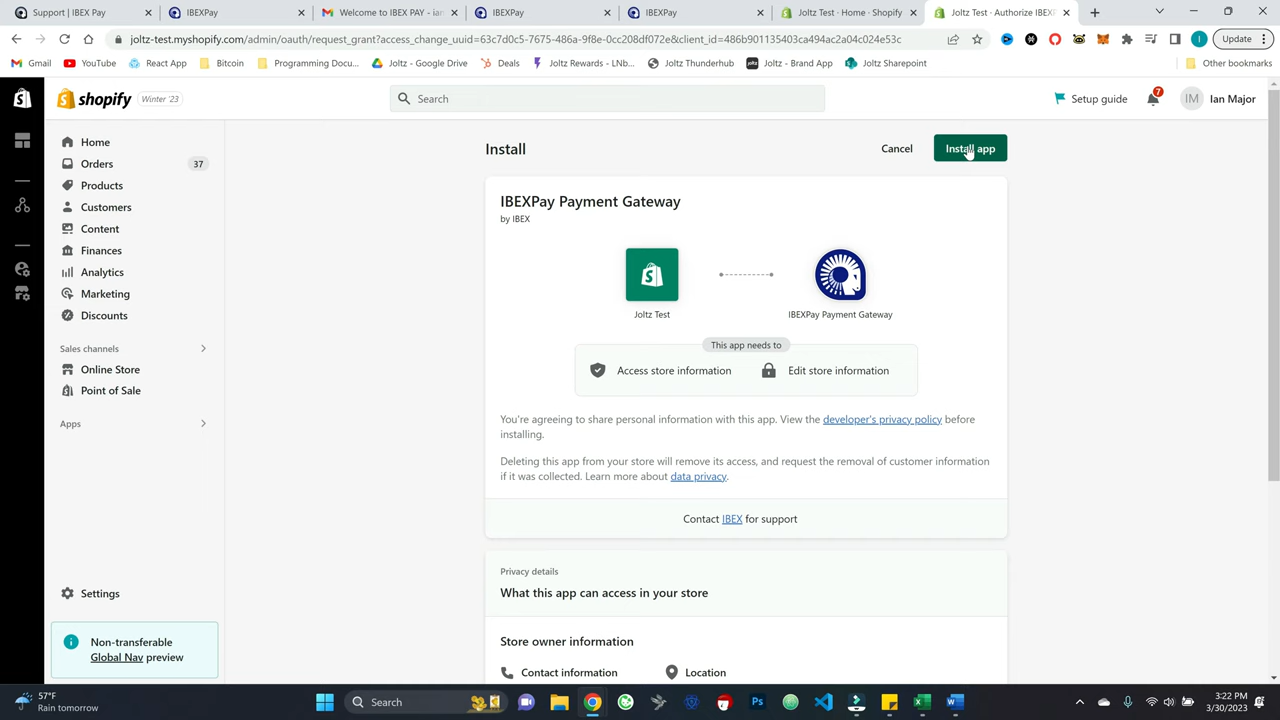 Support | IBEX Pay
IBEXPay
Welcome to IBEX PAY - ian
IBEXPay
IBEXPay
Joltz Test · Home · Shopify
Joltz Test · Authorize IBEXP
joltz-test.myshopify.com/admin/oauth/request_grant?access_change_uuid=63c7d0c5-7675-486a-9f8e-0cc208df072e&client_id=486b901135403ca494ac2a04c024e53c
Update
Gmail
YouTube
React App
Bitcoin
Programming Docu...
Joltz - Google Drive
Deals
Joltz Rewards - LNb...
Joltz Thunderhub
Joltz - Brand App
Joltz Sharepoint
Other bookmarks
shopify
Winter '23
Search
Setup guide
7
IM
Ian Major
Home
Orders
37
Products
Customers
Content
Finances
Analytics
Marketing
Discounts
Sales channels
Online Store
Point of Sale
Apps
Settings
Non-transferable
Global Nav preview
Install
Cancel
Install app
IBEXPay Payment Gateway
by IBEX
Joltz Test
IBEXPay Payment Gateway
This app needs to
Access store information
Edit store information
You're agreeing to share personal information with this app. View the developer's privacy policy before
installing.
Deleting this app from your store will remove its access, and request the removal of customer information
if it was collected. Learn more about data privacy.
Contact IBEX for support
Privacy details
What this app can access in your store
Store owner information
Contact information
Location
57°F
Rain tomorrow
Search
3:22 PM
3/30/2023